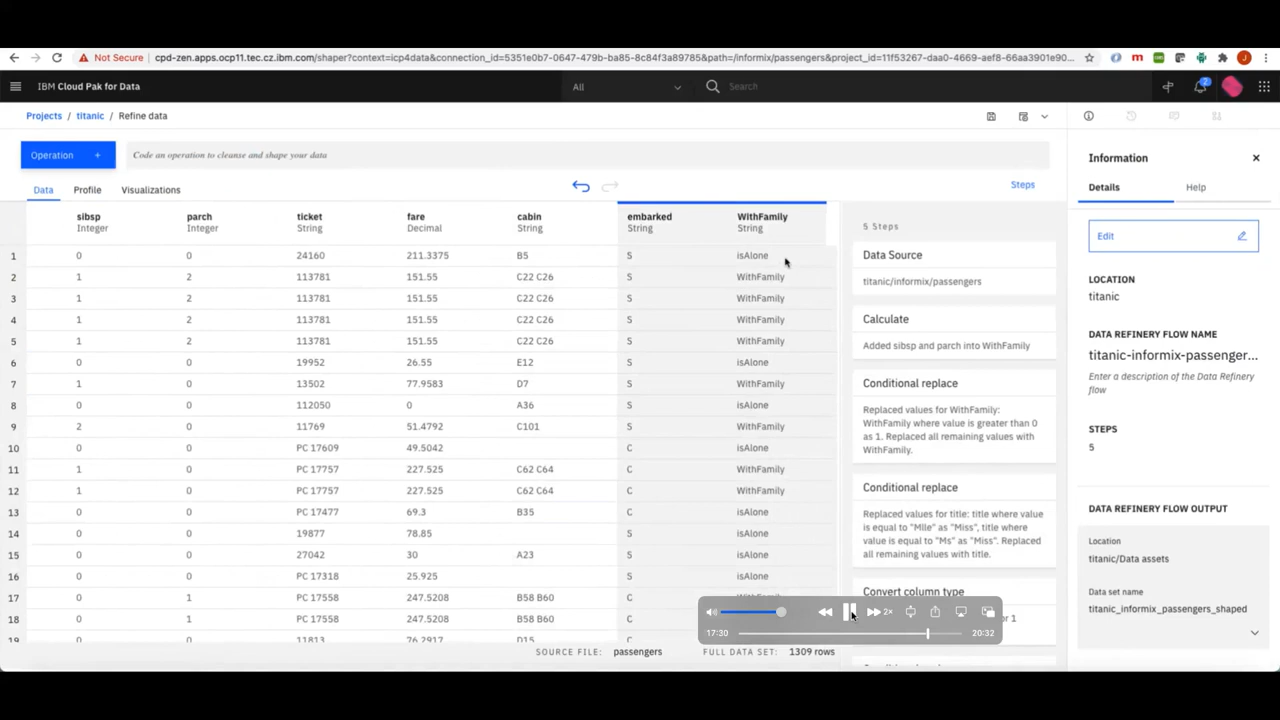 Not Secure | cpd-zen.apps.ocp11.tec.cz.ibm.com/shaper?context=icp4data&connection_id=5351e0b7-0647-479b-ba85-8c84f3a89785&path=/informix/passengers&project_id=11f53267-daa0-4669-aef8-66aa3901e90...
IBM Cloud Pak for Data
All
Search
2
J
Projects / titanic / Refine data
Operation +
Code an operation to cleanse and shape your data
Data Profile Visualizations
Steps
sibsp parch ticket fare cabin embarked WithFamily
Integer Integer String Decimal String String String
1 0 0 24160 211.3375 B5 S isAlone
2 1 2 113781 151.55 C22 C26 S WithFamily
3 1 2 113781 151.55 C22 C26 S WithFamily
4 1 2 113781 151.55 C22 C26 S WithFamily
5 1 2 113781 151.55 C22 C26 S WithFamily
6 0 0 19952 26.55 E12 S isAlone
7 1 0 13502 77.9583 D7 S WithFamily
8 0 0 112050 0 A36 S isAlone
9 2 0 11769 51.4792 C101 S WithFamily
10 0 0 PC 17609 49.5042 C isAlone
11 1 0 PC 17757 227.525 C62 C64 C WithFamily
12 1 0 PC 17757 227.525 C62 C64 C WithFamily
13 0 0 PC 17477 69.3 B35 C isAlone
14 0 0 19877 78.85 S isAlone
15 0 0 27042 30 A23 S isAlone
16 0 0 PC 17318 25.925 S isAlone
17 0 1 PC 17558 247.5208 B58 B60 C
18 0 1 PC 17558 247.5208 B58 B60 C
19 0 0 11813 76.2917 D15 C
SOURCE FILE: passengers FULL DATA SET: 1309 rows
5 Steps
Data Source
titanic/informix/passengers
Calculate
Added sibsp and parch into WithFamily
Conditional replace
Replaced values for WithFamily:
WithFamily where value is greater than 0
as 1. Replaced all remaining values with
WithFamily.
Conditional replace
Replaced values for title: title where value
is equal to "Mlle" as "Miss", title where
value is equal to "Ms" as "Miss". Replaced
all remaining values with title.
Convert column type
or 1
2×
17:30
20:32
Information
Details Help
Edit
LOCATION
titanic
DATA REFINERY FLOW NAME
titanic-informix-passenger...
Enter a description of the Data Refinery
flow
STEPS
5
DATA REFINERY FLOW OUTPUT
Location
titanic/Data assets
Data set name
titanic_informix_passengers_shaped